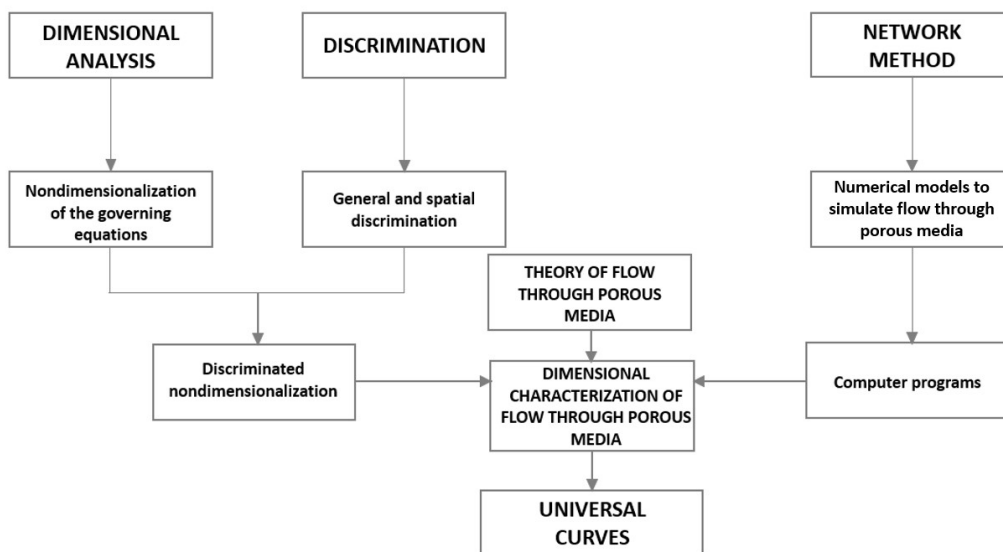 DIMENSIONAL
ANALYSIS
DISCRIMINATION
NETWORK
METHOD
Nondimensionalization
of the governing
equations
General and spatial
discrimination
Numerical models to
simulate flow through
porous media
THEORY OF FLOW
THROUGH POROUS
MEDIA
Discriminated
nondimensionalization
DIMENSIONAL
CHARACTERIZATION OF
FLOW THROUGH POROUS
MEDIA
Computer programs
UNIVERSAL
CURVES